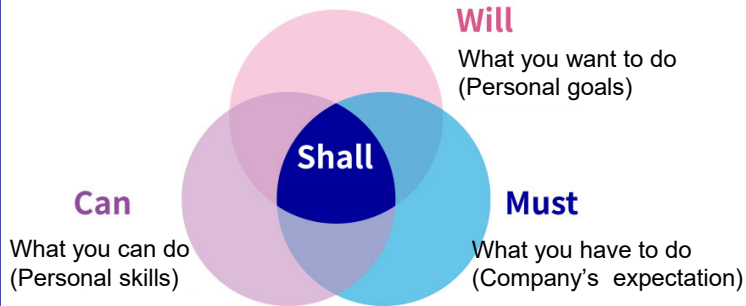 Will
What you want to do
(Personal goals)
Shall
Can
What you can do
(Personal skills)
Must
What you have to do
(Company's expectation)